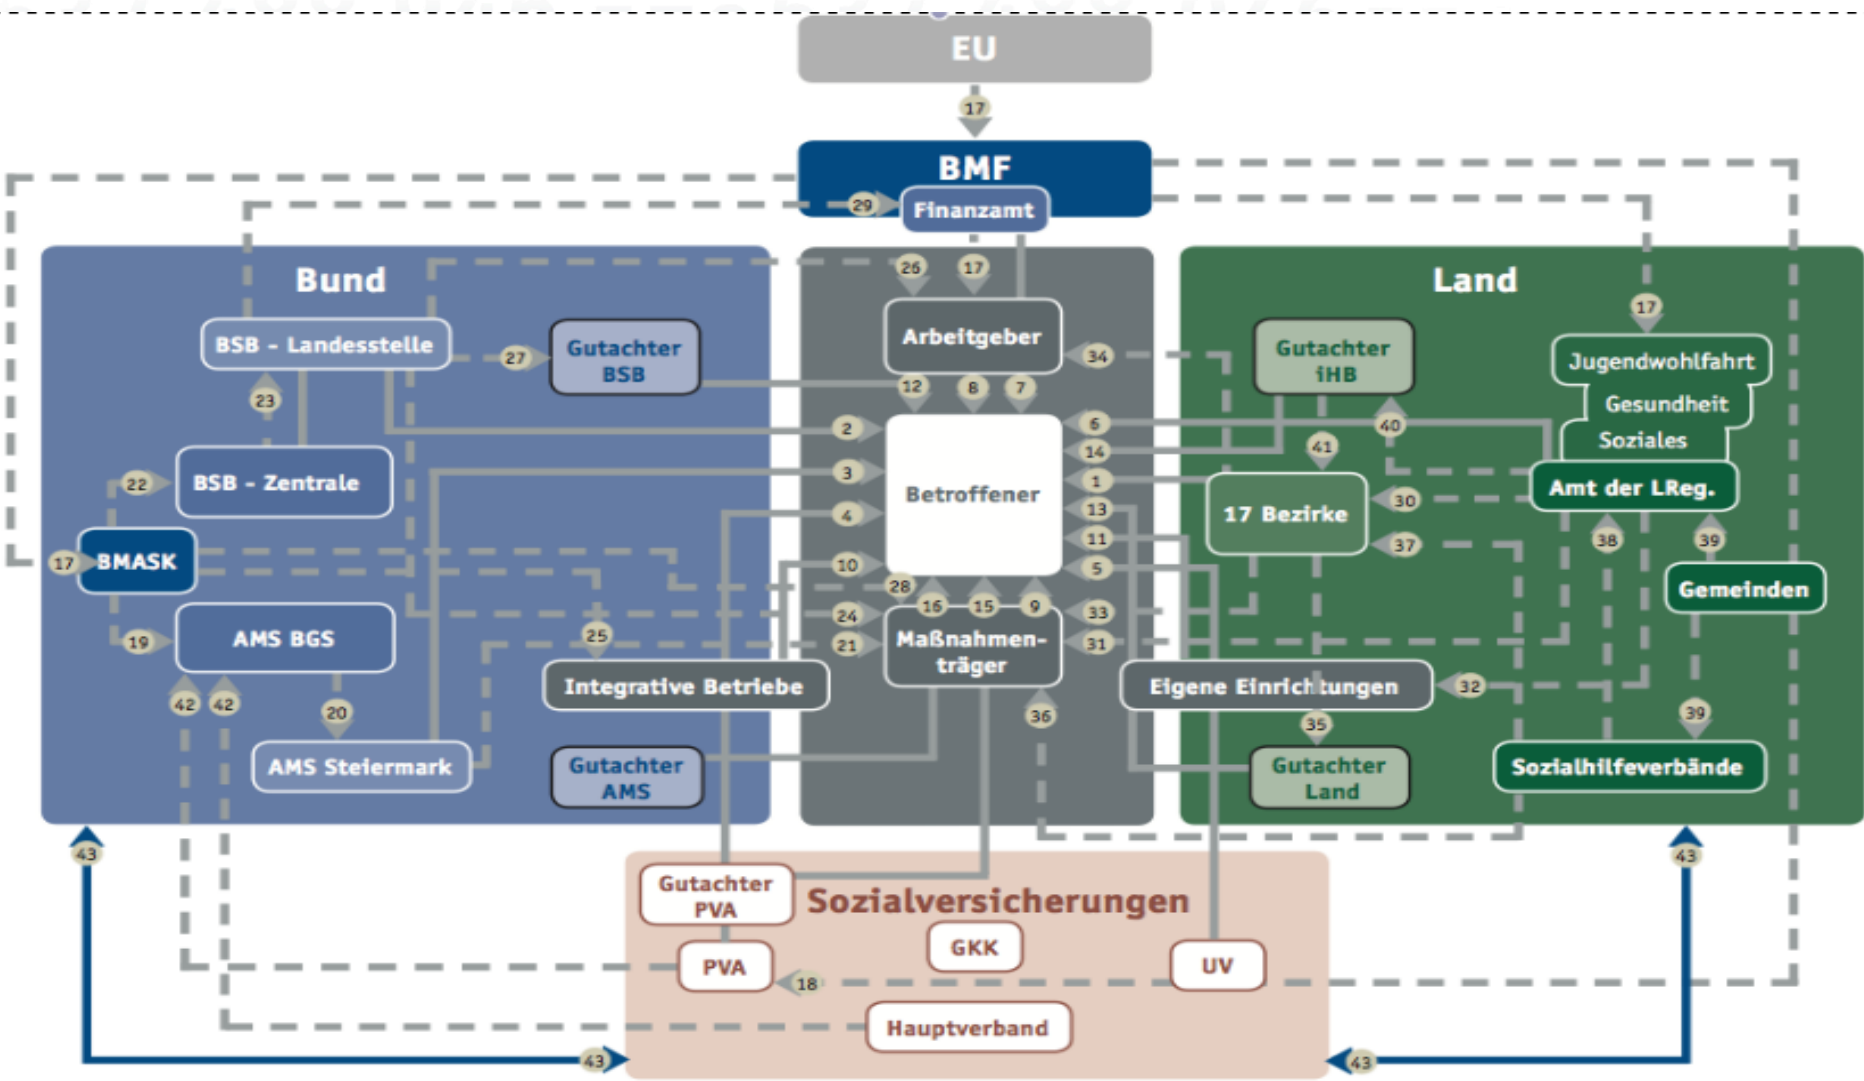 EU
17
BMF
29
Finanzamt
Bund
26
17
Land
17
BSB - Landesstelle
27
Gutachter
BSB
Arbeitgeber
34
Gutachter
iHB
Jugendwohlfahrt
Gesundheit
Soziales
Amt der LReg.
23
12
8
7
2
6
40
14
41
22
BSB - Zentrale
3
Betroffener
1
17 Bezirke
30
4
13
11
37
38
39
17
BMASK
10
5
28
Gemeinden
16
15
9
24
33
19
AMS BGS
25
21
Maßnahmen-
träger
31
Integrative Betriebe
Eigene Einrichtungen
32
42
42
20
36
35
39
AMS Steiermark
Gutachter
AMS
Gutachter
Land
Sozialhilfeverbände
43
43
Gutachter
PVA
Sozialversicherungen
GKK
PVA
UV
18
Hauptverband
43
43